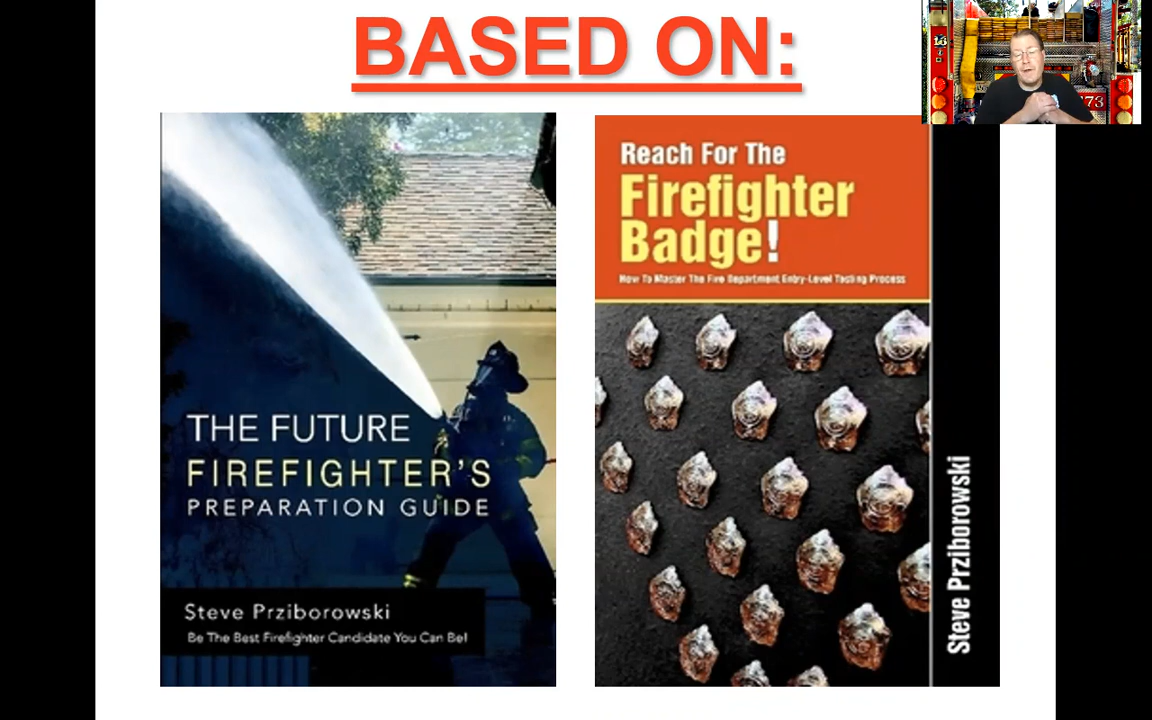 BASED ON:
THE FUTURE
FIREFIGHTER'S
PREPARATION GUIDE
Steve Prziborowski
Be The Best Firefighter Candidate You Can Be!
Reach For The
Firefighter
Badge!
How To Master The Fire Department Entry-Level Testing Process
Steve Prziborowski
73